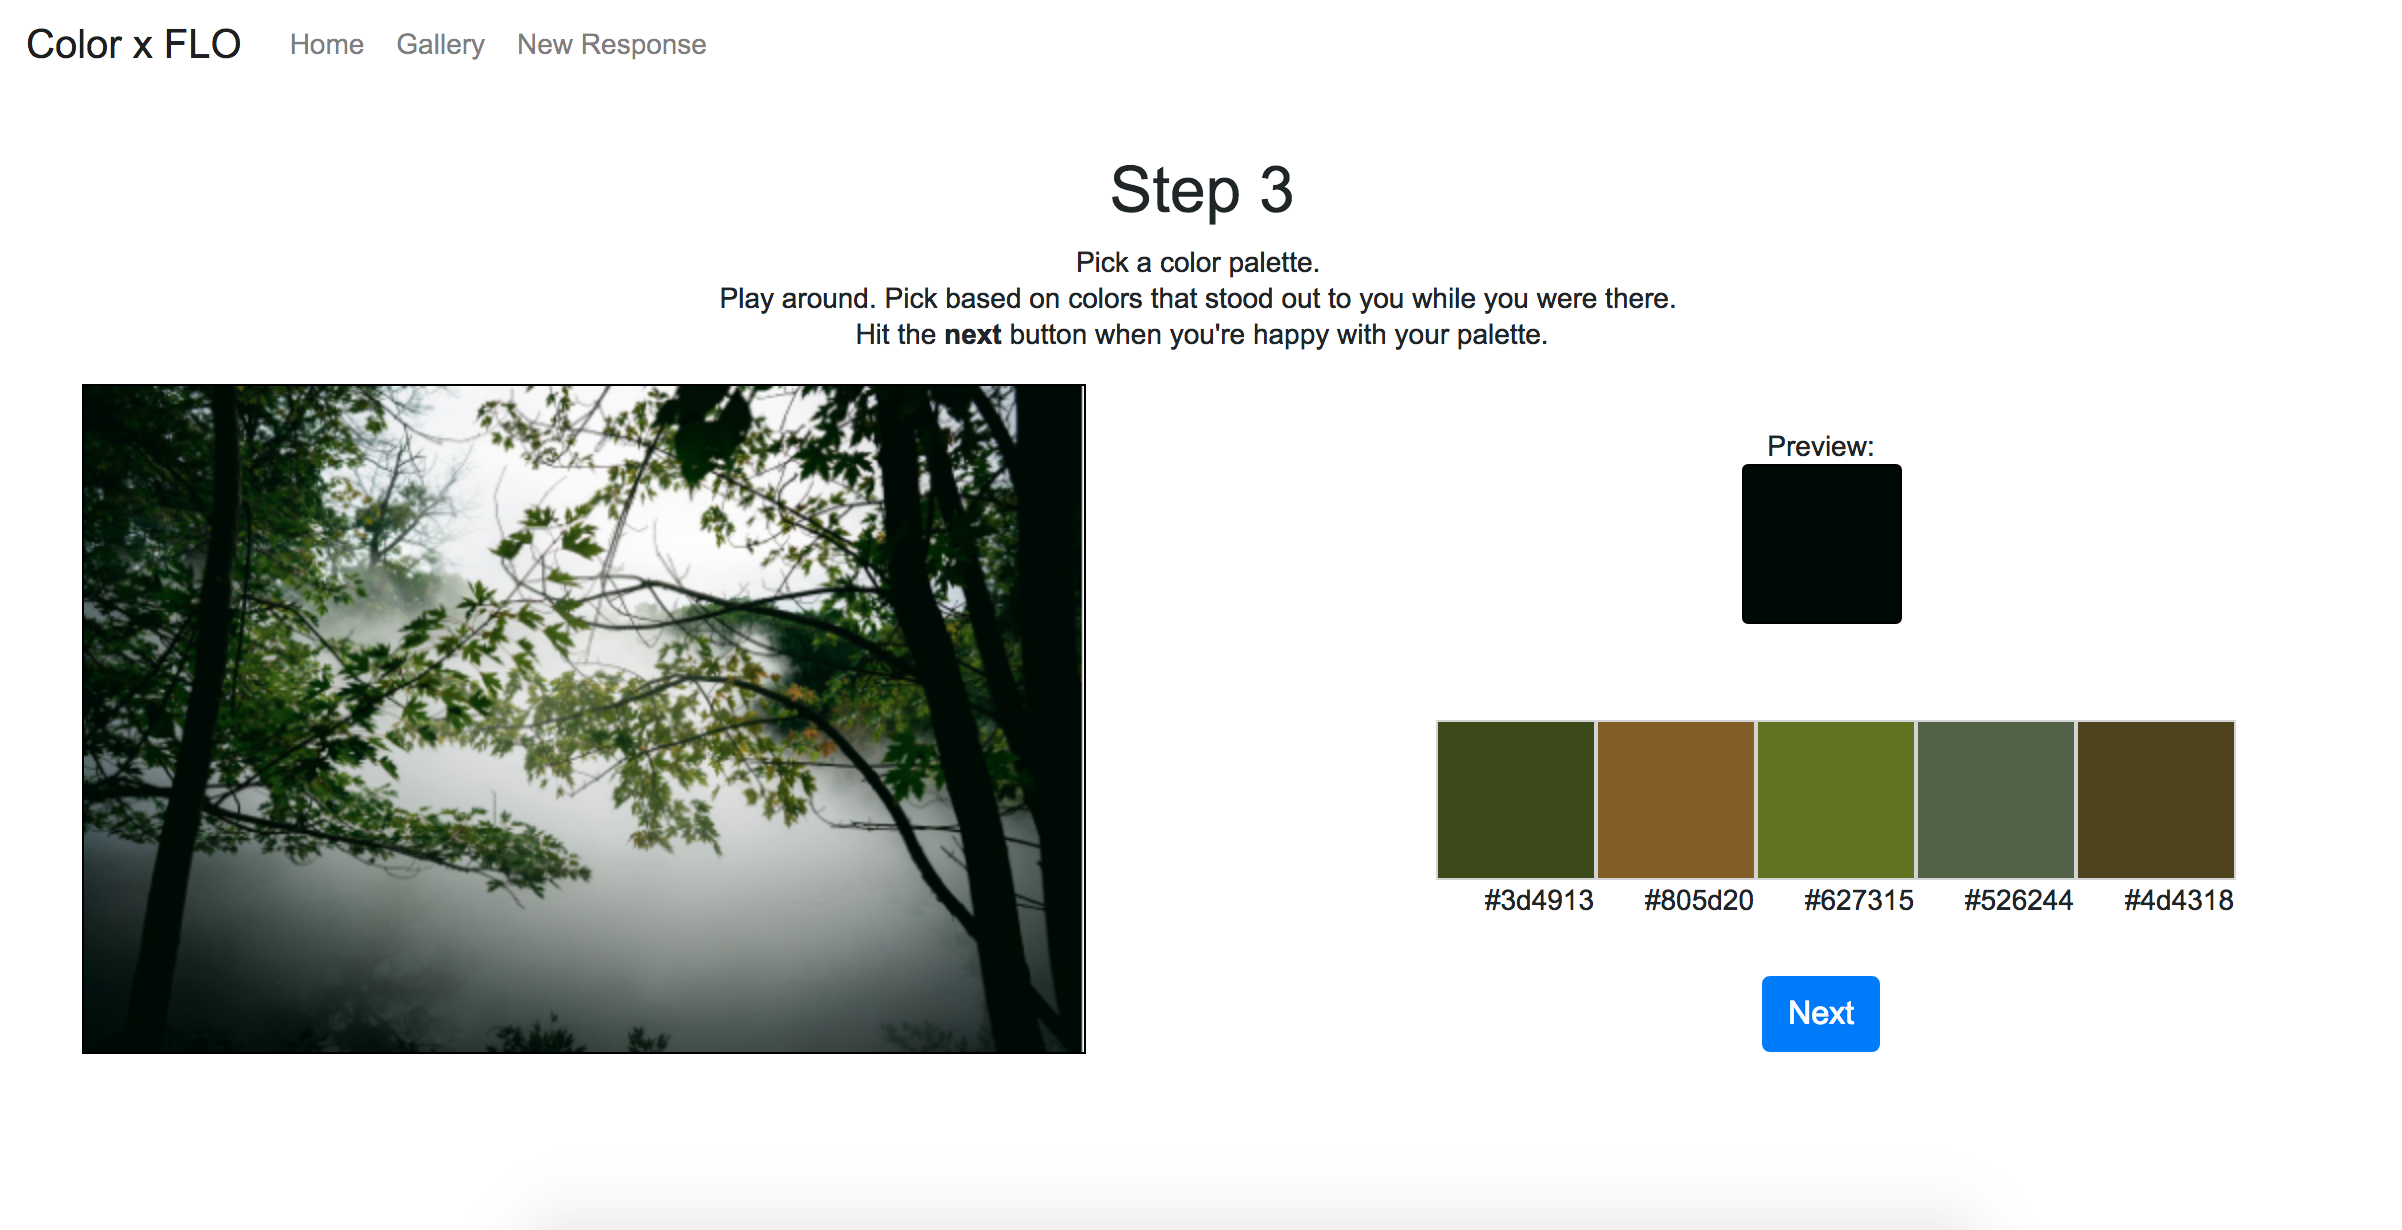 Color x FLO Home Gallery New Response
Step 3
Pick a color palette.
Play around. Pick based on colors that stood out to you while you were there.
Hit the next button when you're happy with your palette.
Preview:
#3d4913 #805d20 #627315 #526244 #4d4318
Next